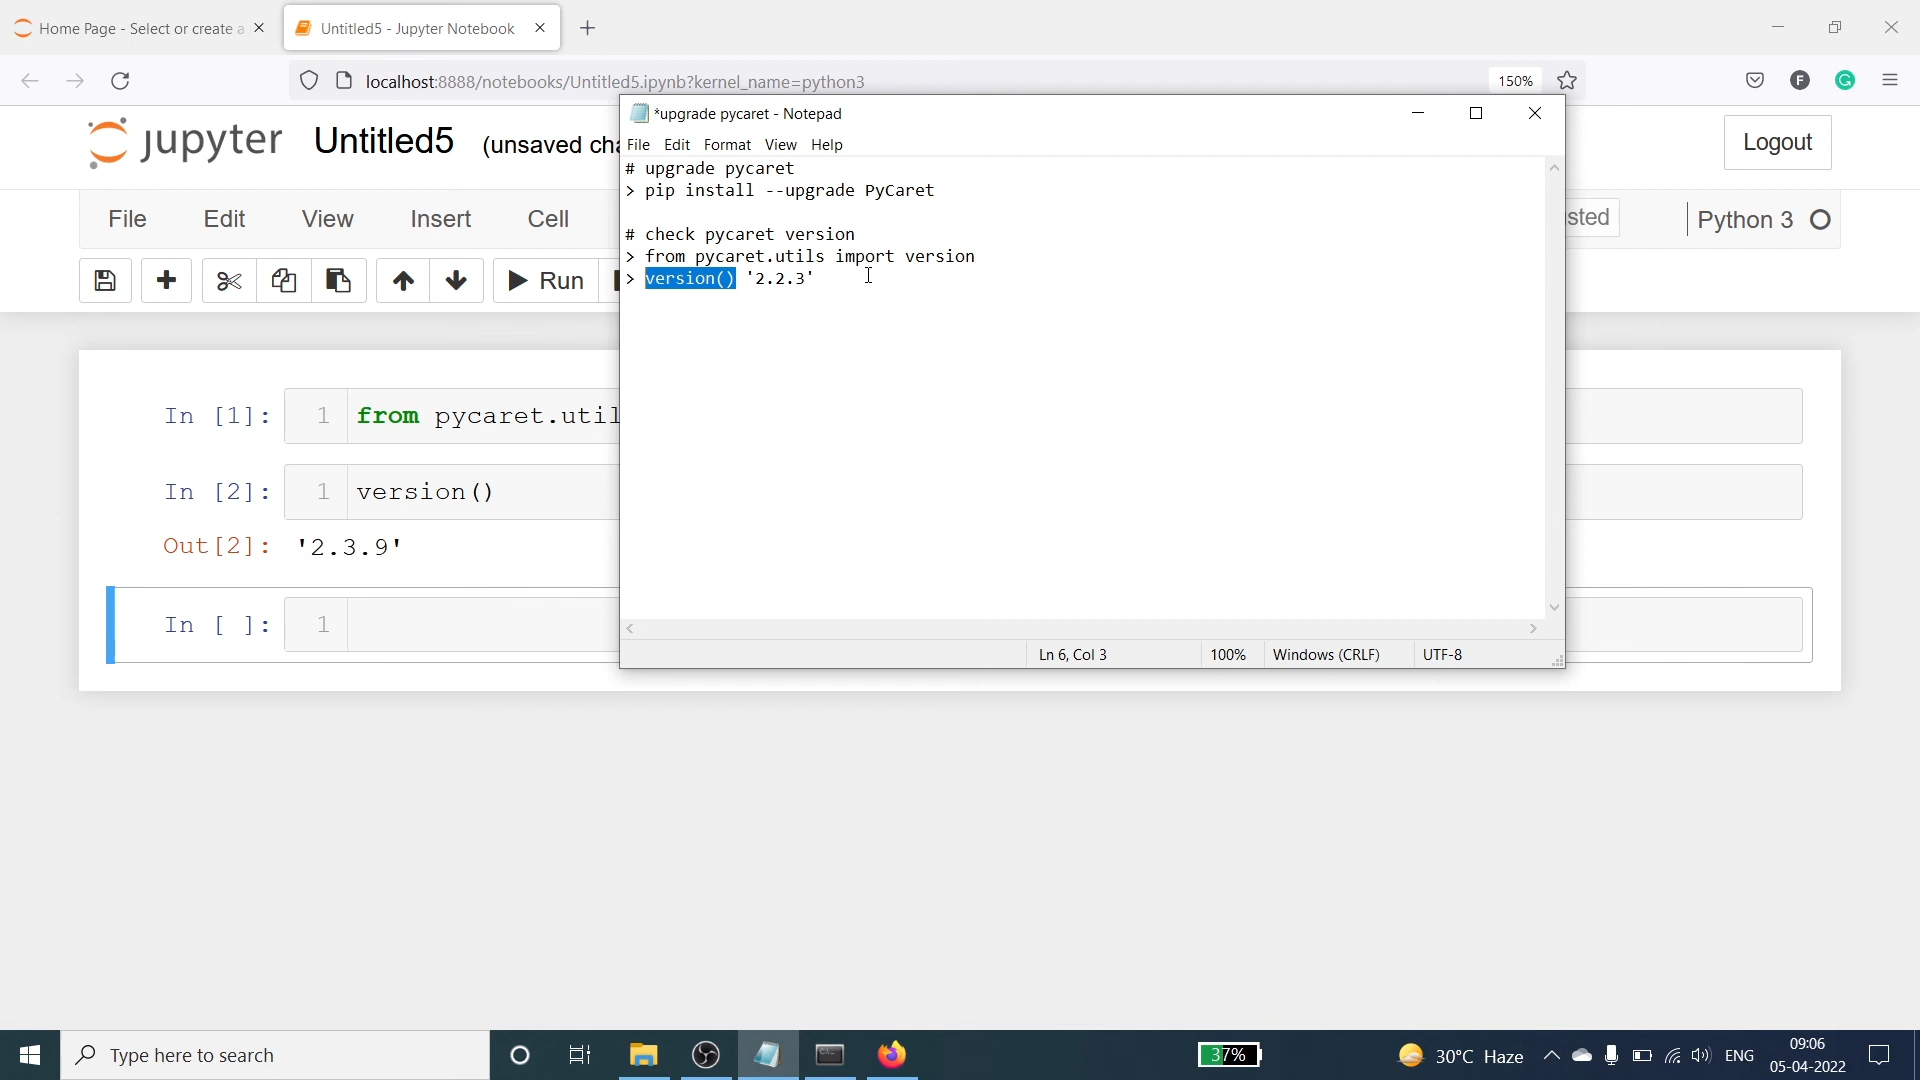 Home Page - Select or create a
Untitled5 - Jupyter Notebook
localhost:8888/notebooks/Untitled5.ipynb?kernel_name=python3
150%
F
G
jupyter Untitled5 (unsaved cha
Logout
File Edit View Insert Cell
sted
Python 3
Run
*upgrade pycaret - Notepad
File Edit Format View Help
# upgrade pycaret
> pip install --upgrade PyCaret
# check pycaret version
> from pycaret.utils import version
> version() '2.2.3'
Ln 6, Col 3
100%
Windows (CRLF)
UTF-8
In [1]: 1 from pycaret.util
In [2]: 1 version()
Out[2]: '2.3.9'
In [ ]: 1
Type here to search
37%
30°C Haze
ENG
09:06
05-04-2022